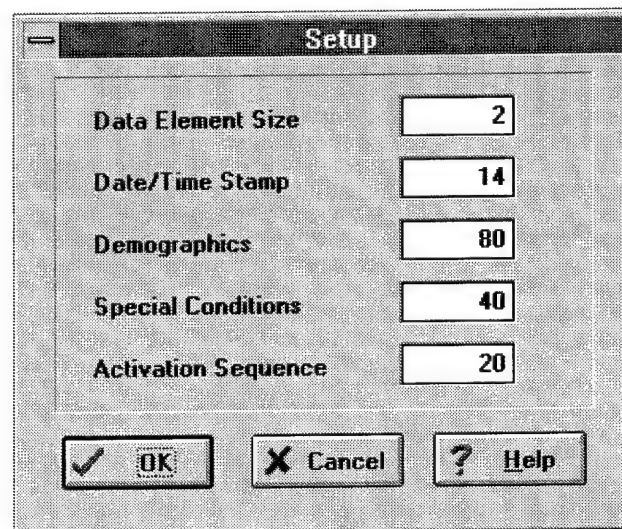 Setup
Data Element Size 2
Date/Time Stamp 14
Demographics 80
Special Conditions 40
Activation Sequence 20
OK Cancel Help